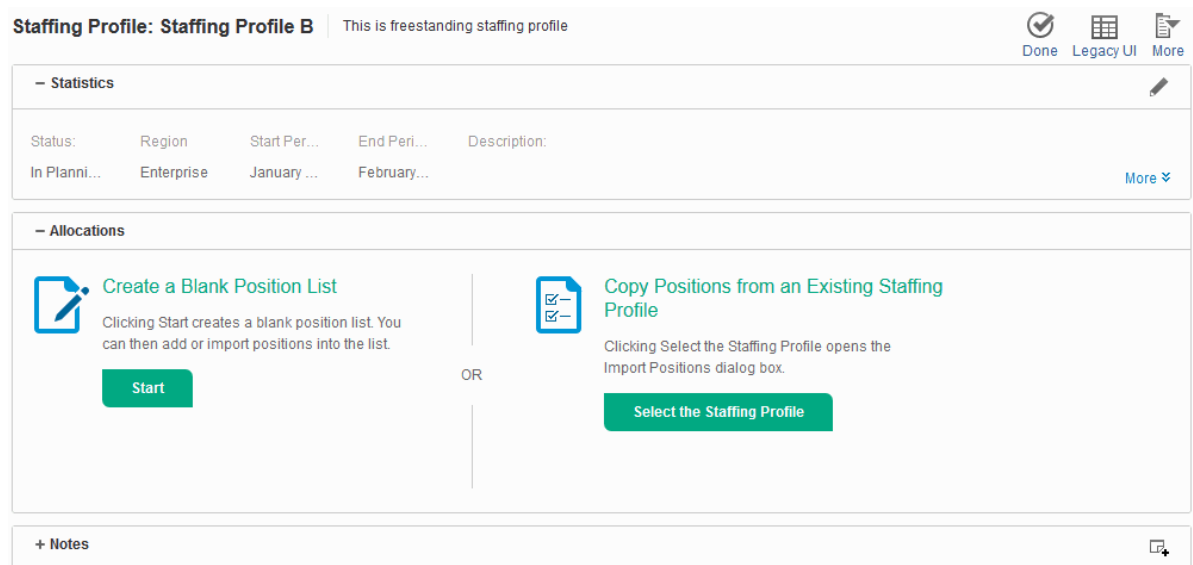 Staffing Profile: Staffing Profile B This is freestanding staffing profile
Done Legacy UI More
– Statistics
Status: Region Start Per... End Peri... Description:
In Planni... Enterprise January ... February...
More
– Allocations
Create a Blank Position List
Clicking Start creates a blank position list. You
can then add or import positions into the list.
Start
OR
Copy Positions from an Existing Staffing
Profile
Clicking Select the Staffing Profile opens the
Import Positions dialog box.
Select the Staffing Profile
+ Notes